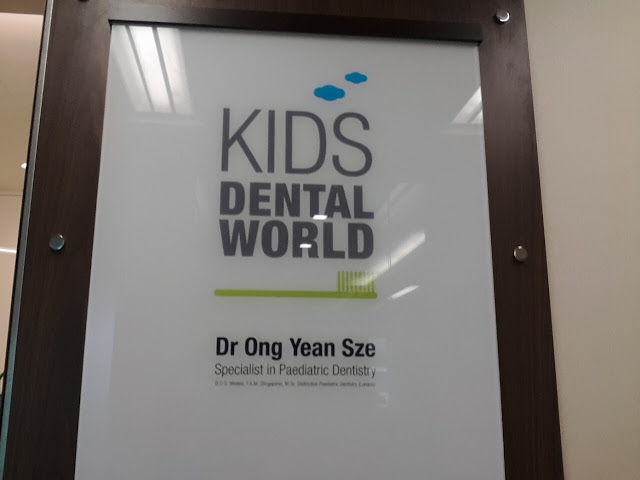 KIDS
DENTAL
WORLD
Dr Ong Yean Sze
Specialist in Paediatric Dentistry